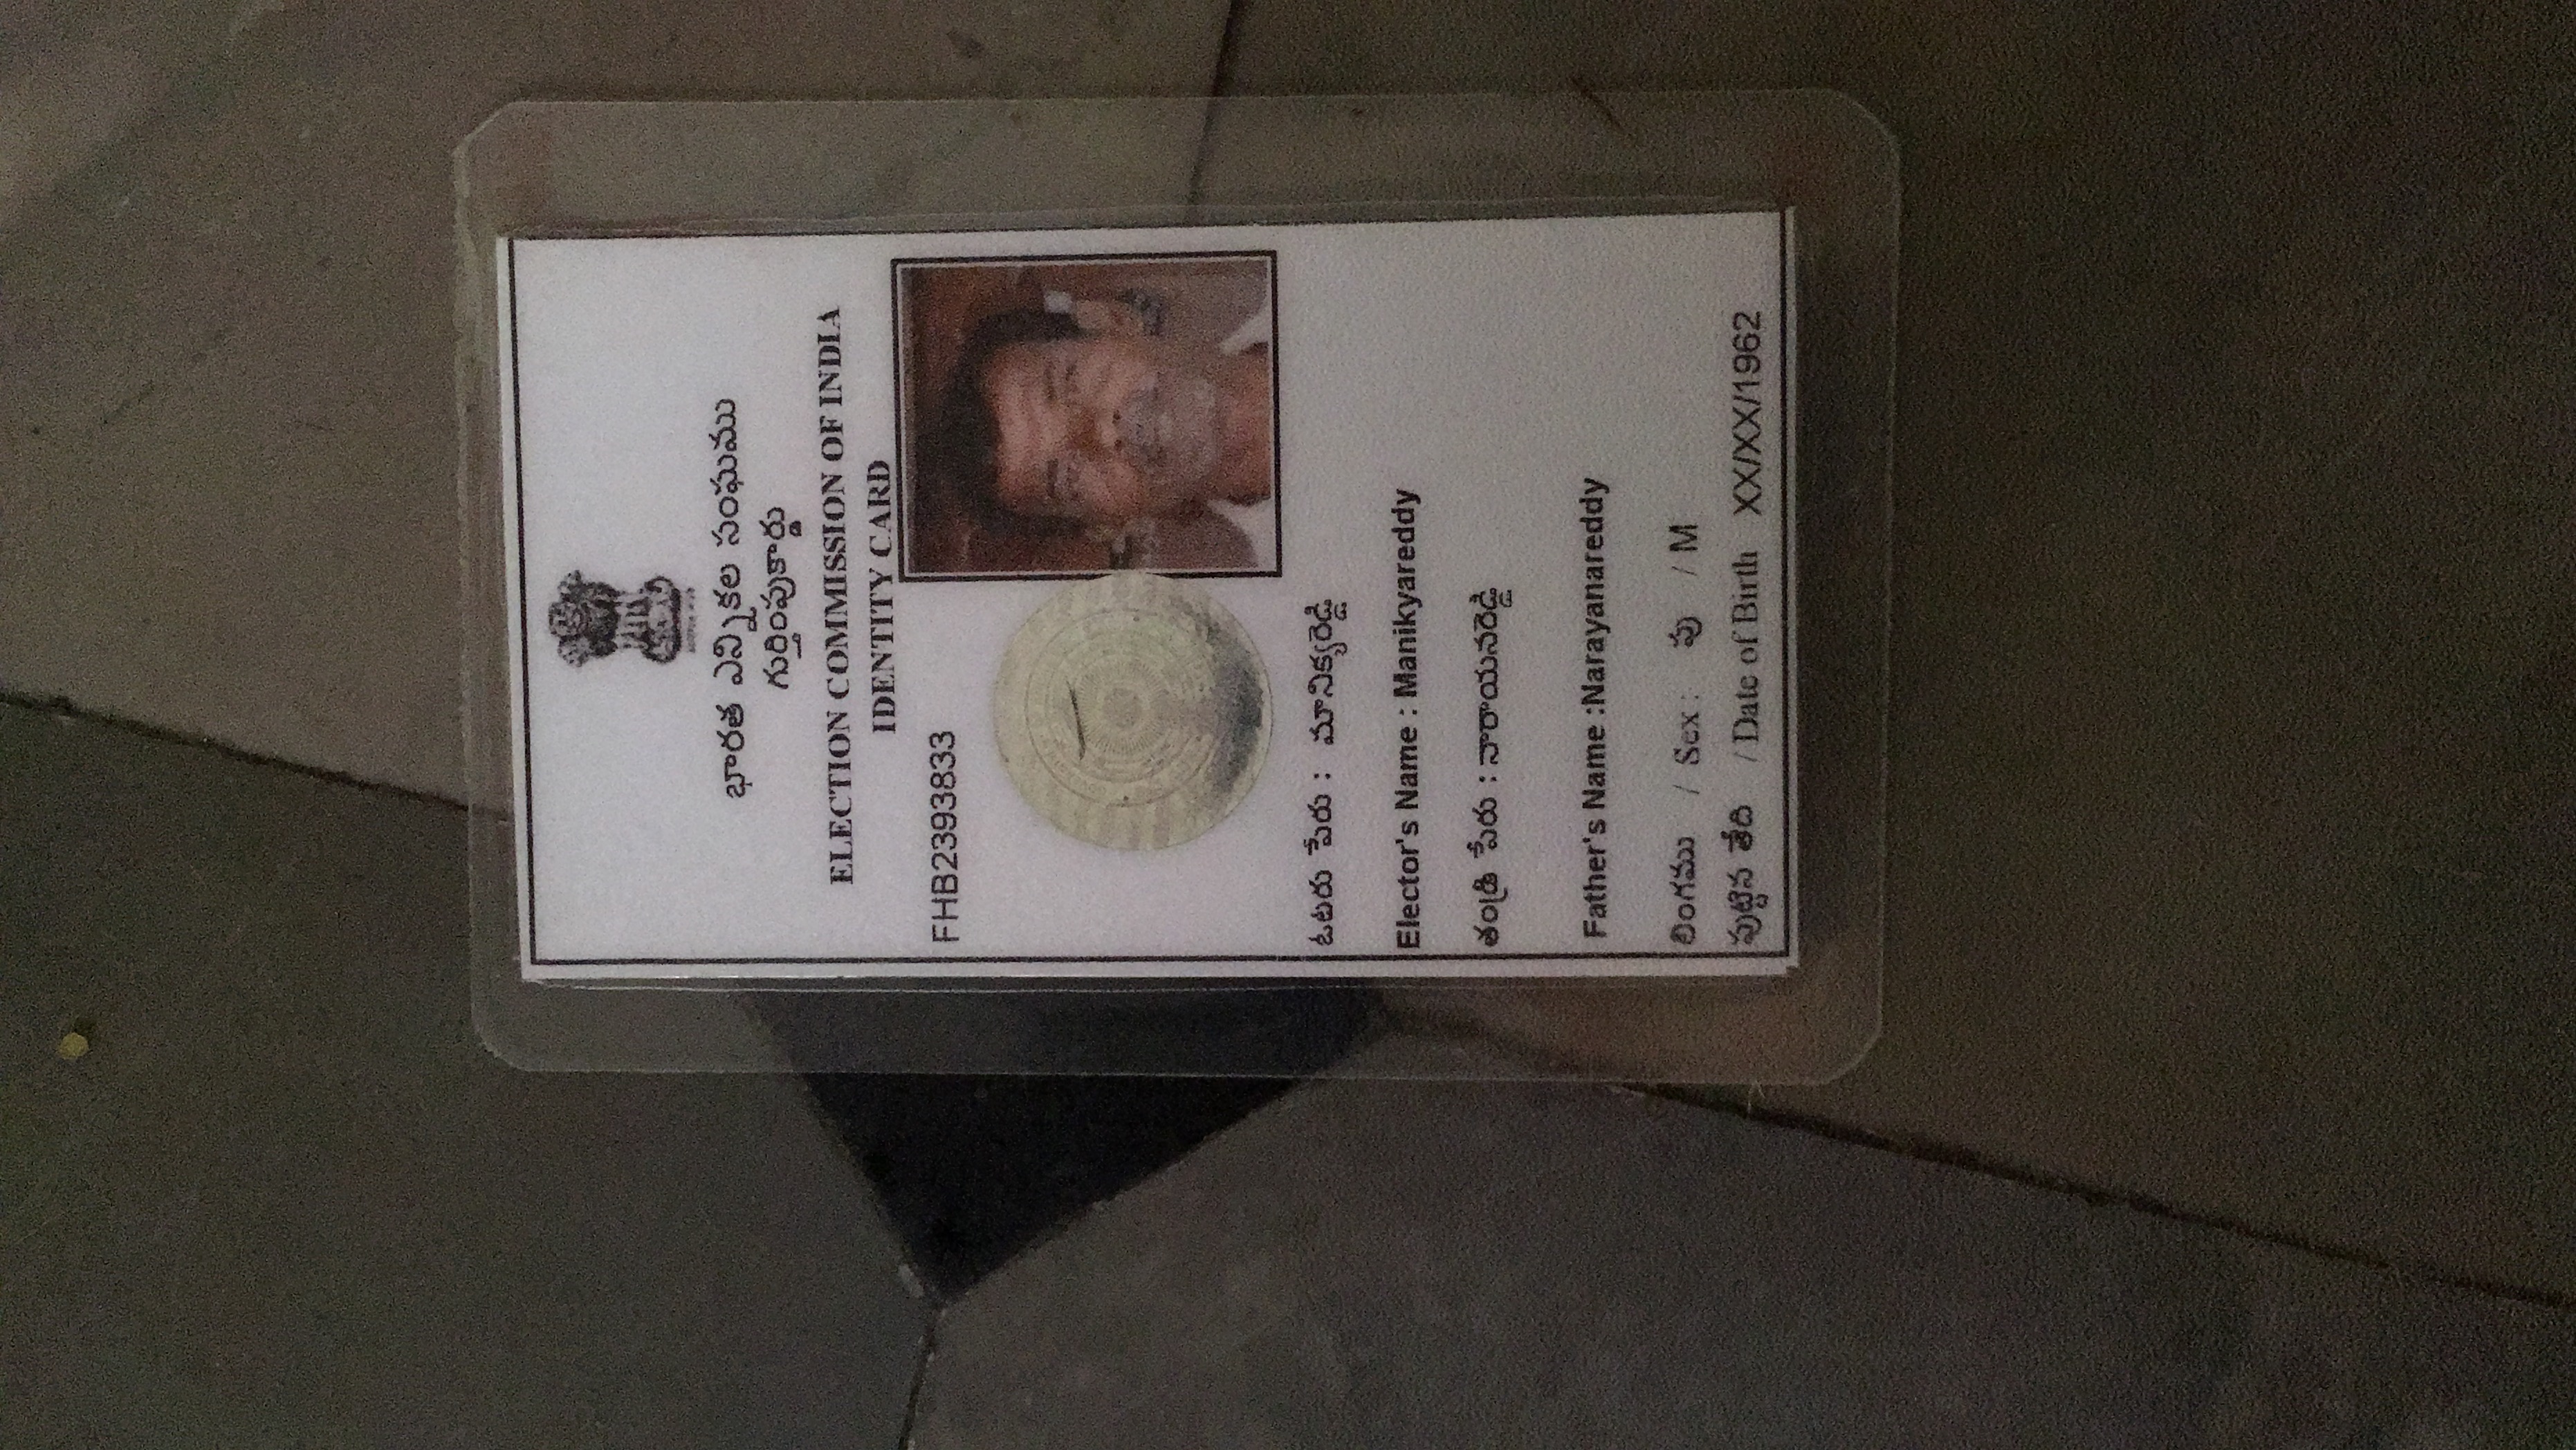 భారత ఎన్నికల సంఘము
గుర్తింపుకార్డు
ELECTION COMMISSION OF INDIA
IDENTITY CARD
FHB2393833
ఓటరు పేరు : మానిక్యరెడ్డి
Elector's Name : Manikyareddy
తండ్రి పేరు : నారాయనరెడ్డి
Father's Name :Narayanareddy
లింగము / Sex : పు / M
పుట్టిన తేది / Date of Birth XX/XX/1962